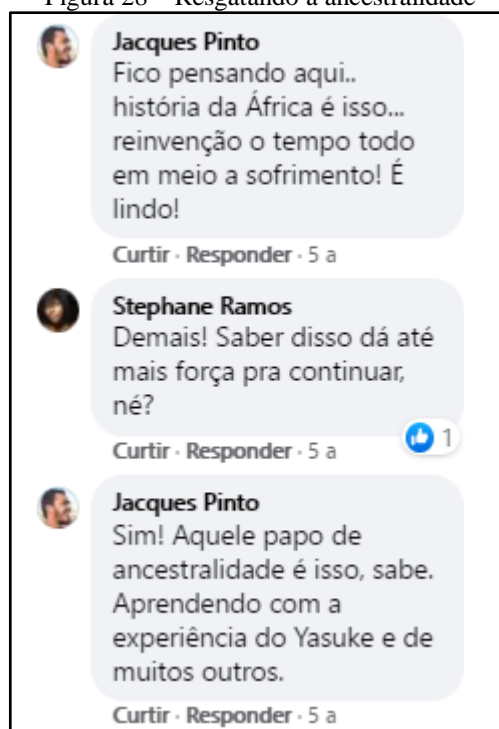 Figura 28 – Resgatando a ancestralidade
Jacques Pinto
Fico pensando aqui..
história da África é isso...
reinvenção o tempo todo
em meio a sofrimento! É
lindo!
Curtir · Responder · 5 a
Stephane Ramos
Demais! Saber disso dá até
mais força pra continuar,
né?
1
Curtir · Responder · 5 a
Jacques Pinto
Sim! Aquele papo de
ancestralidade é isso, sabe.
Aprendendo com a
experiência do Yasuke e de
muitos outros.
Curtir · Responder · 5 a